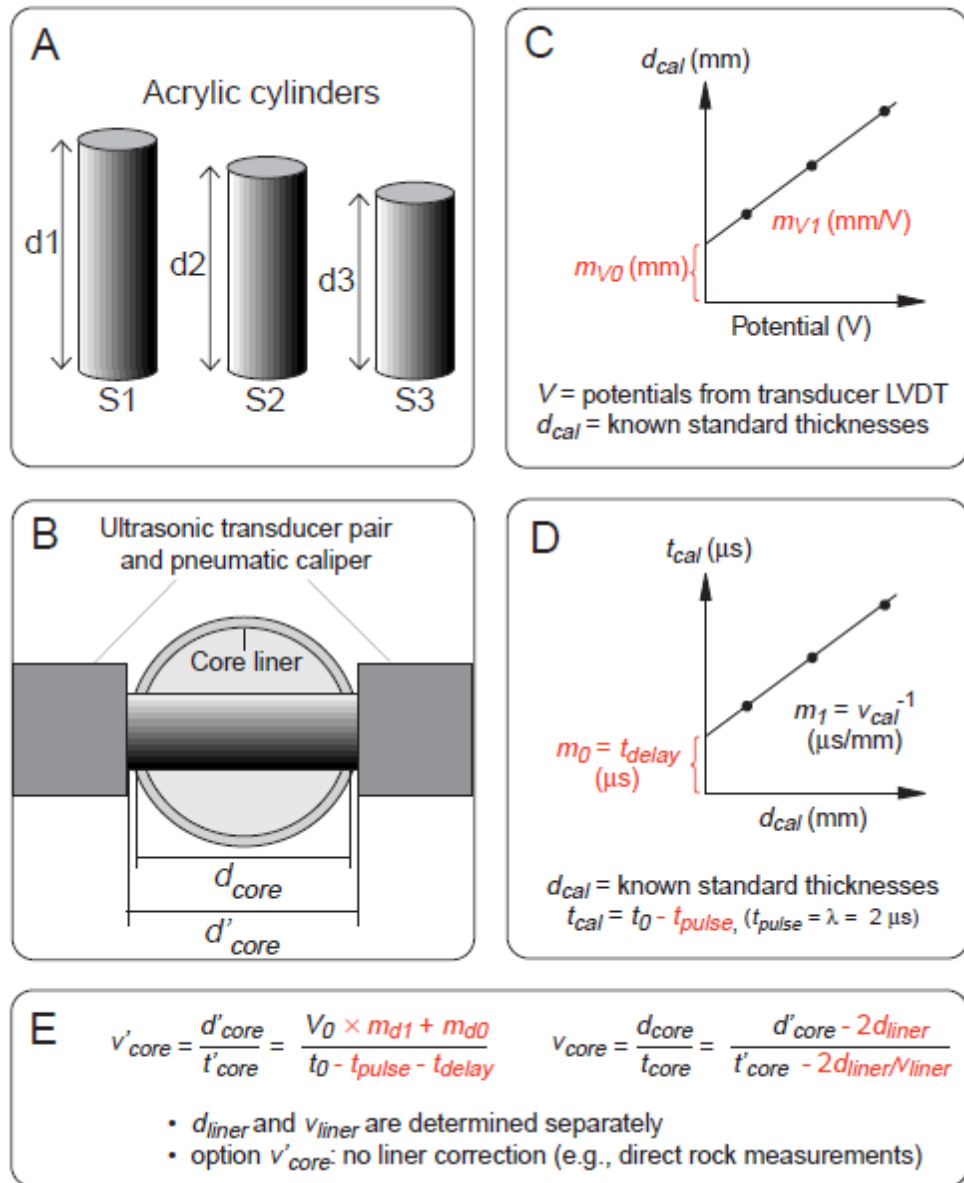 A
Acrylic cylinders
d1
d2
d3
S1
S2
S3
B
Ultrasonic transducer pair
and pneumatic caliper
Core liner
d_core
d'_core
C
d_cal (mm)
m_V1 (mm/V)
m_V0 (mm)
Potential (V)
V = potentials from transducer LVDT
d_cal = known standard thicknesses
D
t_cal (µs)
m_1 = v_cal^-1
(µs/mm)
m_0 = t_delay
(µs)
d_cal (mm)
d_cal = known standard thicknesses
t_cal = t_0 - t_pulse, (t_pulse = λ = 2 µs)
E
v'_core = d'_core / t'_core = V_0 × m_d1 + m_d0 / t_0 - t_pulse - t_delay
v_core = d_core / t_core = d'_core - 2d_liner / t'_core - 2d_liner/v_liner
• d_liner and v_liner are determined separately
• option v'_core: no liner correction (e.g., direct rock measurements)